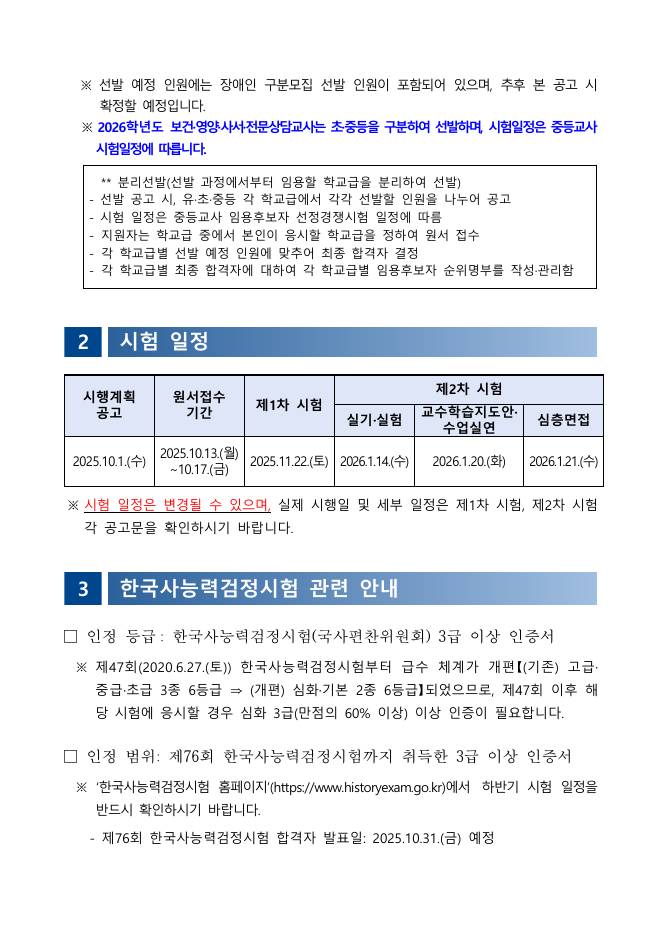 ※ 선발 예정 인원에는 장애인 구분모집 선발 인원이 포함되어 있으며, 추후 본 공고 시
확정할 예정입니다.
※ 2026학년도 보건·영양·사서·전문상담교사는 초·중등을 구분하여 선발하며, 시험일정은 중등교사
시험일정에 따릅니다.
** 분리선발(선발 과정에서부터 임용할 학교급을 분리하여 선발)
- 선발 공고 시, 유·초·중등 각 학교급에서 각각 선발할 인원을 나누어 공고
- 시험 일정은 중등교사 임용후보자 선정경쟁시험 일정에 따름
- 지원자는 학교급 중에서 본인이 응시할 학교급을 정하여 원서 접수
- 각 학교급별 선발 예정 인원에 맞추어 최종 합격자 결정
- 각 학교급별 최종 합격자에 대하여 각 학교급별 임용후보자 순위명부를 작성·관리함
2 시험 일정
시행계획 공고 원서접수 기간 제1차 시험 제2차 시험
실기·실험 교수학습지도안· 수업실연 심층면접
2025.10.1.(수) 2025.10.13.(월) ~10.17.(금) 2025.11.22.(토) 2026.1.14.(수) 2026.1.20.(화) 2026.1.21.(수)
※ 시험 일정은 변경될 수 있으며, 실제 시행일 및 세부 일정은 제1차 시험, 제2차 시험
각 공고문을 확인하시기 바랍니다.
3 한국사능력검정시험 관련 안내
□ 인정 등급 : 한국사능력검정시험(국사편찬위원회) 3급 이상 인증서
※ 제47회(2020.6.27.(토)) 한국사능력검정시험부터 급수 체계가 개편【(기존) 고급·
중급·초급 3종 6등급 ⇒ (개편) 심화·기본 2종 6등급】되었으므로, 제47회 이후 해
당 시험에 응시할 경우 심화 3급(만점의 60% 이상) 이상 인증이 필요합니다.
□ 인정 범위: 제76회 한국사능력검정시험까지 취득한 3급 이상 인증서
※ '한국사능력검정시험 홈페이지'(https://www.historyexam.go.kr)에서 하반기 시험 일정을
반드시 확인하시기 바랍니다.
- 제76회 한국사능력검정시험 합격자 발표일: 2025.10.31.(금) 예정